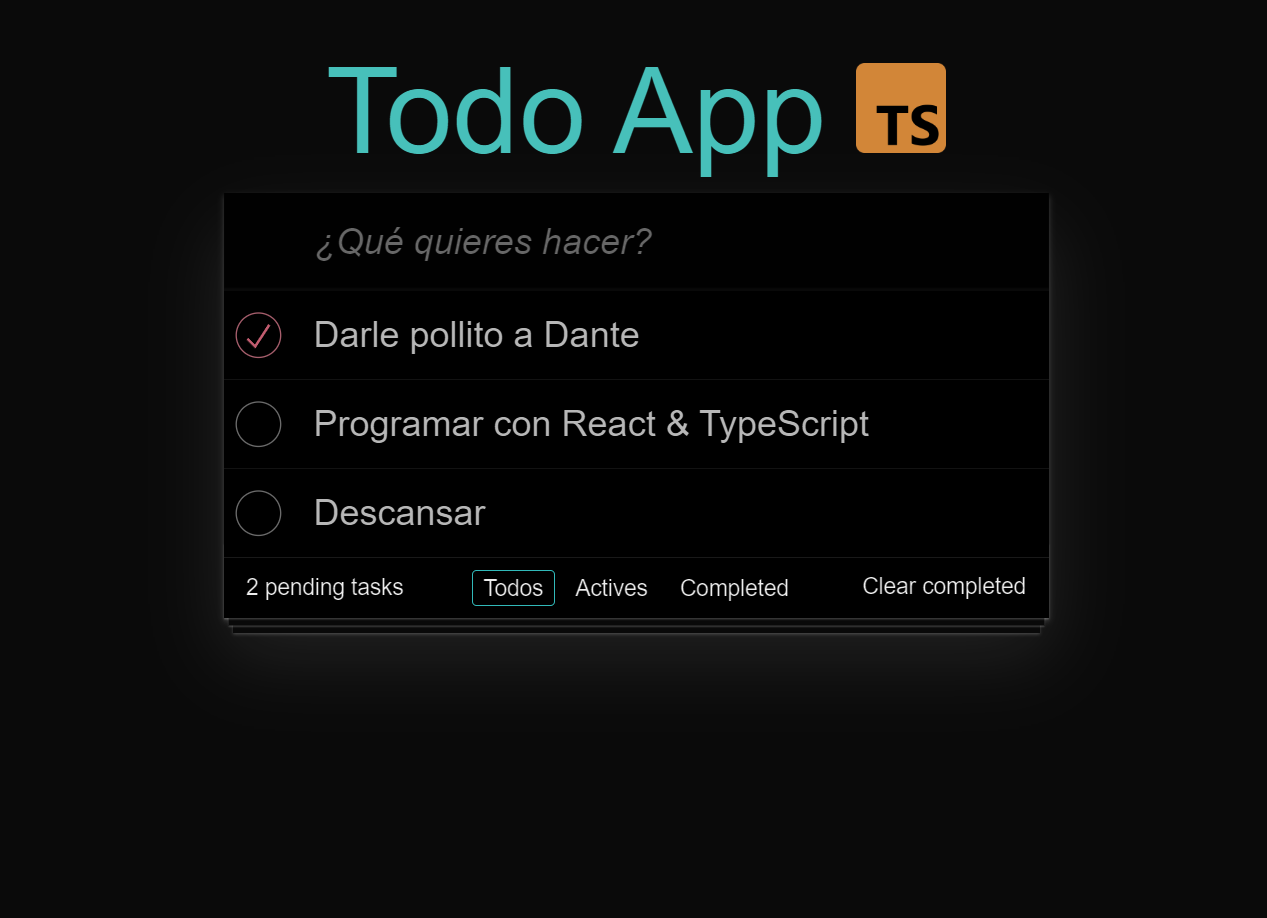 Todo App TS
¿Qué quieres hacer?
Darle pollito a Dante
Programar con React & TypeScript
Descansar
2 pending tasks Todos Actives Completed Clear completed